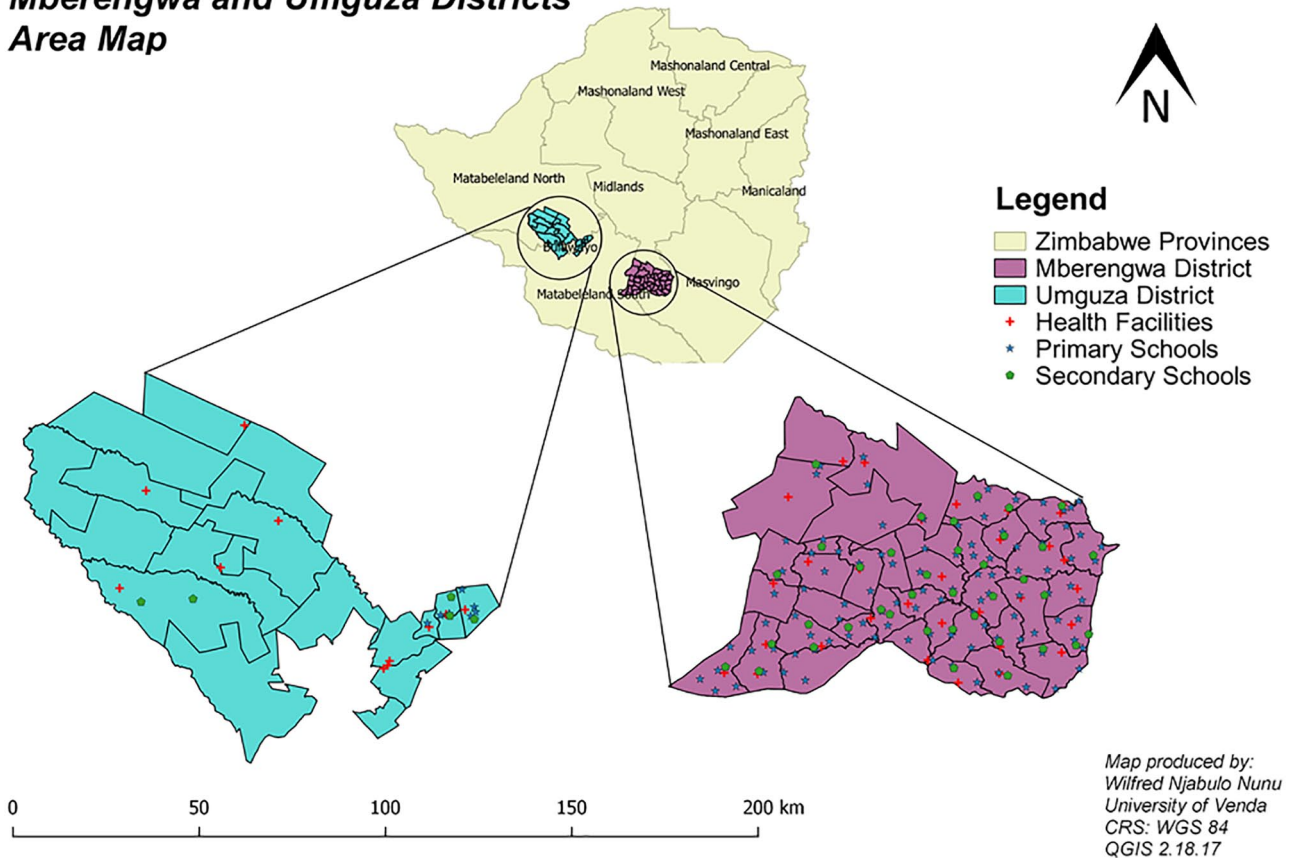 Mberengwa and Umguza Districts
Area Map
Mashonaland Central
Mashonaland West
Mashonaland East
Matabeleland North
Midlands
Manicaland
Bulawayo
Masvingo
Matabeleland South
N
Legend
Zimbabwe Provinces
Mberengwa District
Umguza District
Health Facilities
Primary Schools
Secondary Schools
0 50 100 150 200 km
Map produced by:
Wilfred Njabulo Nunu
University of Venda
CRS: WGS 84
QGIS 2.18.17